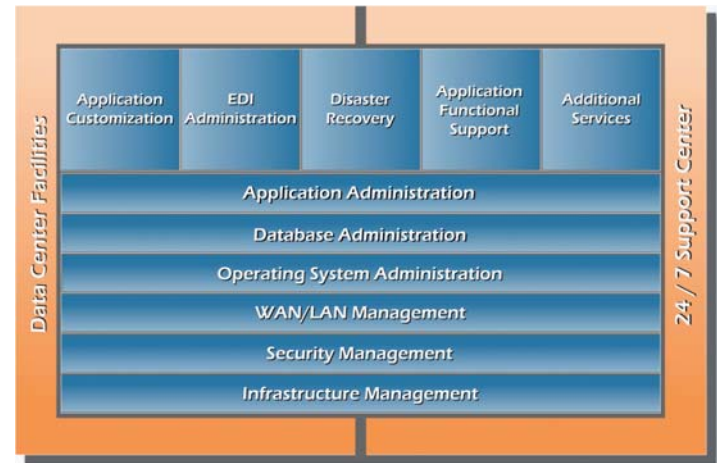 Data Center Facilities
Application
Customization
EDI
Administration
Disaster
Recovery
Application
Functional
Support
Additional
Services
Application Administration
Database Administration
Operating System Administration
WAN/LAN Management
Security Management
Infrastructure Management
24 / 7 Support Center